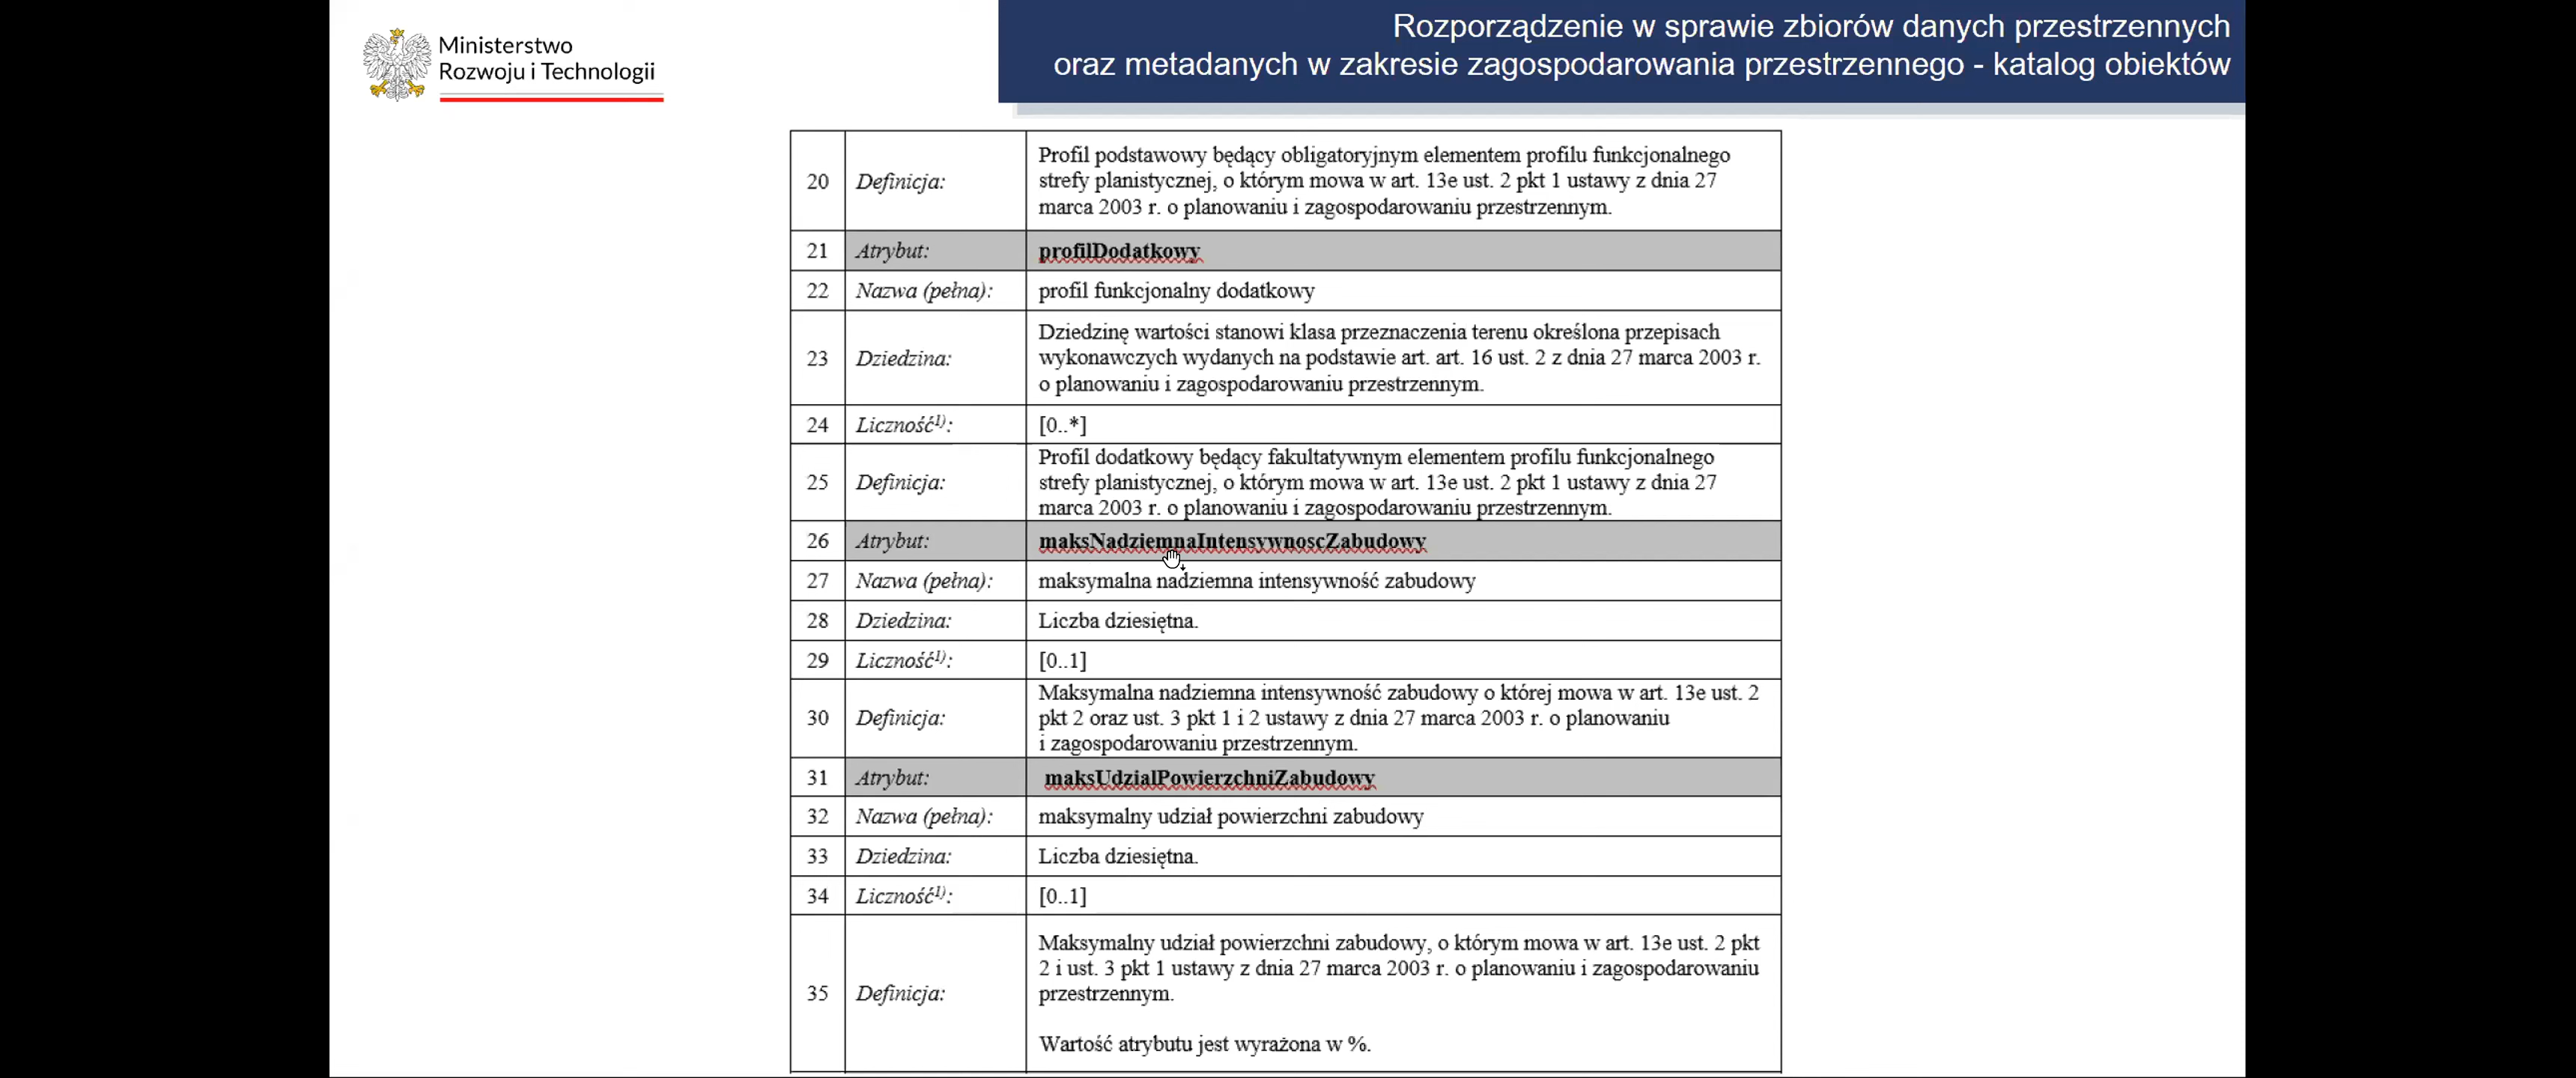 Ministerstwo
Rozwoju i Technologii
Rozporządzenie w sprawie zbiorów danych przestrzennych
oraz metadanych w zakresie zagospodarowania przestrzennego - katalog obiektów
20 Definicja: Profil podstawowy będący obligatoryjnym elementem profilu funkcjonalnego
strefy planistycznej, o którym mowa w art. 13e ust. 2 pkt 1 ustawy z dnia 27
marca 2003 r. o planowaniu i zagospodarowaniu przestrzennym.
21 Atrybut: profilDodatkowy
22 Nazwa (pełna): profil funkcjonalny dodatkowy
23 Dziedzina: Dziedzinę wartości stanowi klasa przeznaczenia terenu określona przepisach
wykonawczych wydanych na podstawie art. art. 16 ust. 2 z dnia 27 marca 2003 r.
o planowaniu i zagospodarowaniu przestrzennym.
24 Liczność1): [0..*]
25 Definicja: Profil dodatkowy będący fakultatywnym elementem profilu funkcjonalnego
strefy planistycznej, o którym mowa w art. 13e ust. 2 pkt 1 ustawy z dnia 27
marca 2003 r. o planowaniu i zagospodarowaniu przestrzennym.
26 Atrybut: maksNadziemnaIntensywnoscZabudowy
27 Nazwa (pełna): maksymalna nadziemna intensywność zabudowy
28 Dziedzina: Liczba dziesiętna.
29 Liczność1): [0..1]
30 Definicja: Maksymalna nadziemna intensywność zabudowy o której mowa w art. 13e ust. 2
pkt 2 oraz ust. 3 pkt 1 i 2 ustawy z dnia 27 marca 2003 r. o planowaniu
i zagospodarowaniu przestrzennym.
31 Atrybut: maksUdzialPowierzchniZabudowy
32 Nazwa (pełna): maksymalny udział powierzchni zabudowy
33 Dziedzina: Liczba dziesiętna.
34 Liczność1): [0..1]
35 Definicja: Maksymalny udział powierzchni zabudowy, o którym mowa w art. 13e ust. 2 pkt
2 i ust. 3 pkt 1 ustawy z dnia 27 marca 2003 r. o planowaniu i zagospodarowaniu
przestrzennym.
Wartość atrybutu jest wyrażona w %.